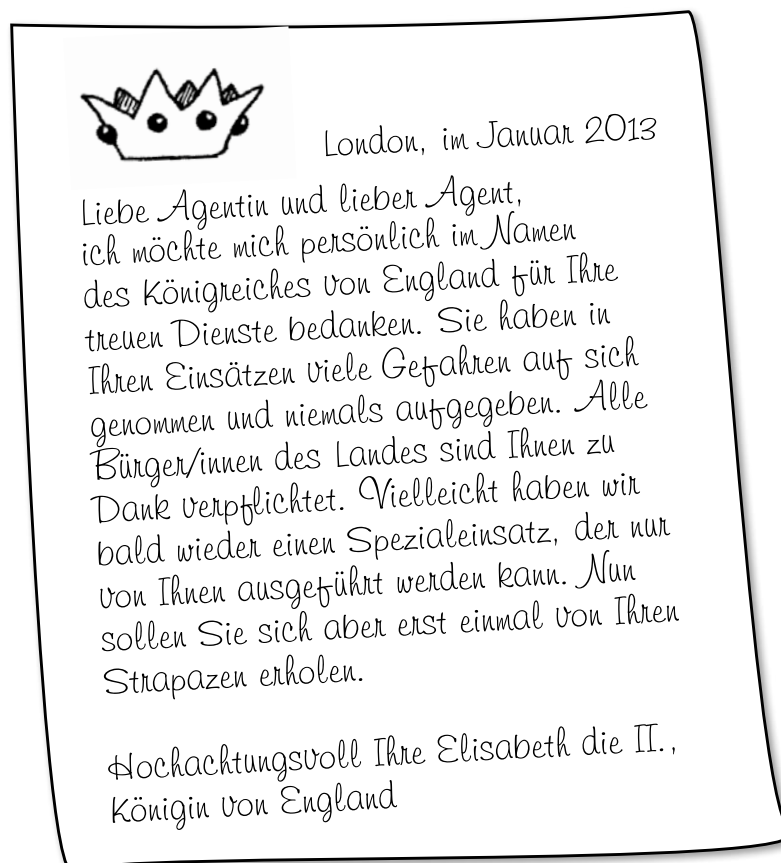 London, im Januar 2013
Liebe Agentin und lieber Agent,
ich möchte mich persönlich im Namen
des Königreiches von England für Ihre
treuen Dienste bedanken. Sie haben in
Ihren Einsätzen viele Gefahren auf sich
genommen und niemals aufgegeben. Alle
Bürger/innen des Landes sind Ihnen zu
Dank verpflichtet. Vielleicht haben wir
bald wieder einen Spezialeinsatz, der nur
von Ihnen ausgeführt werden kann. Nun
sollen Sie sich aber erst einmal von Ihren
Strapazen erholen.
Hochachtungsvoll Ihre Elisabeth die II.,
Königin von England